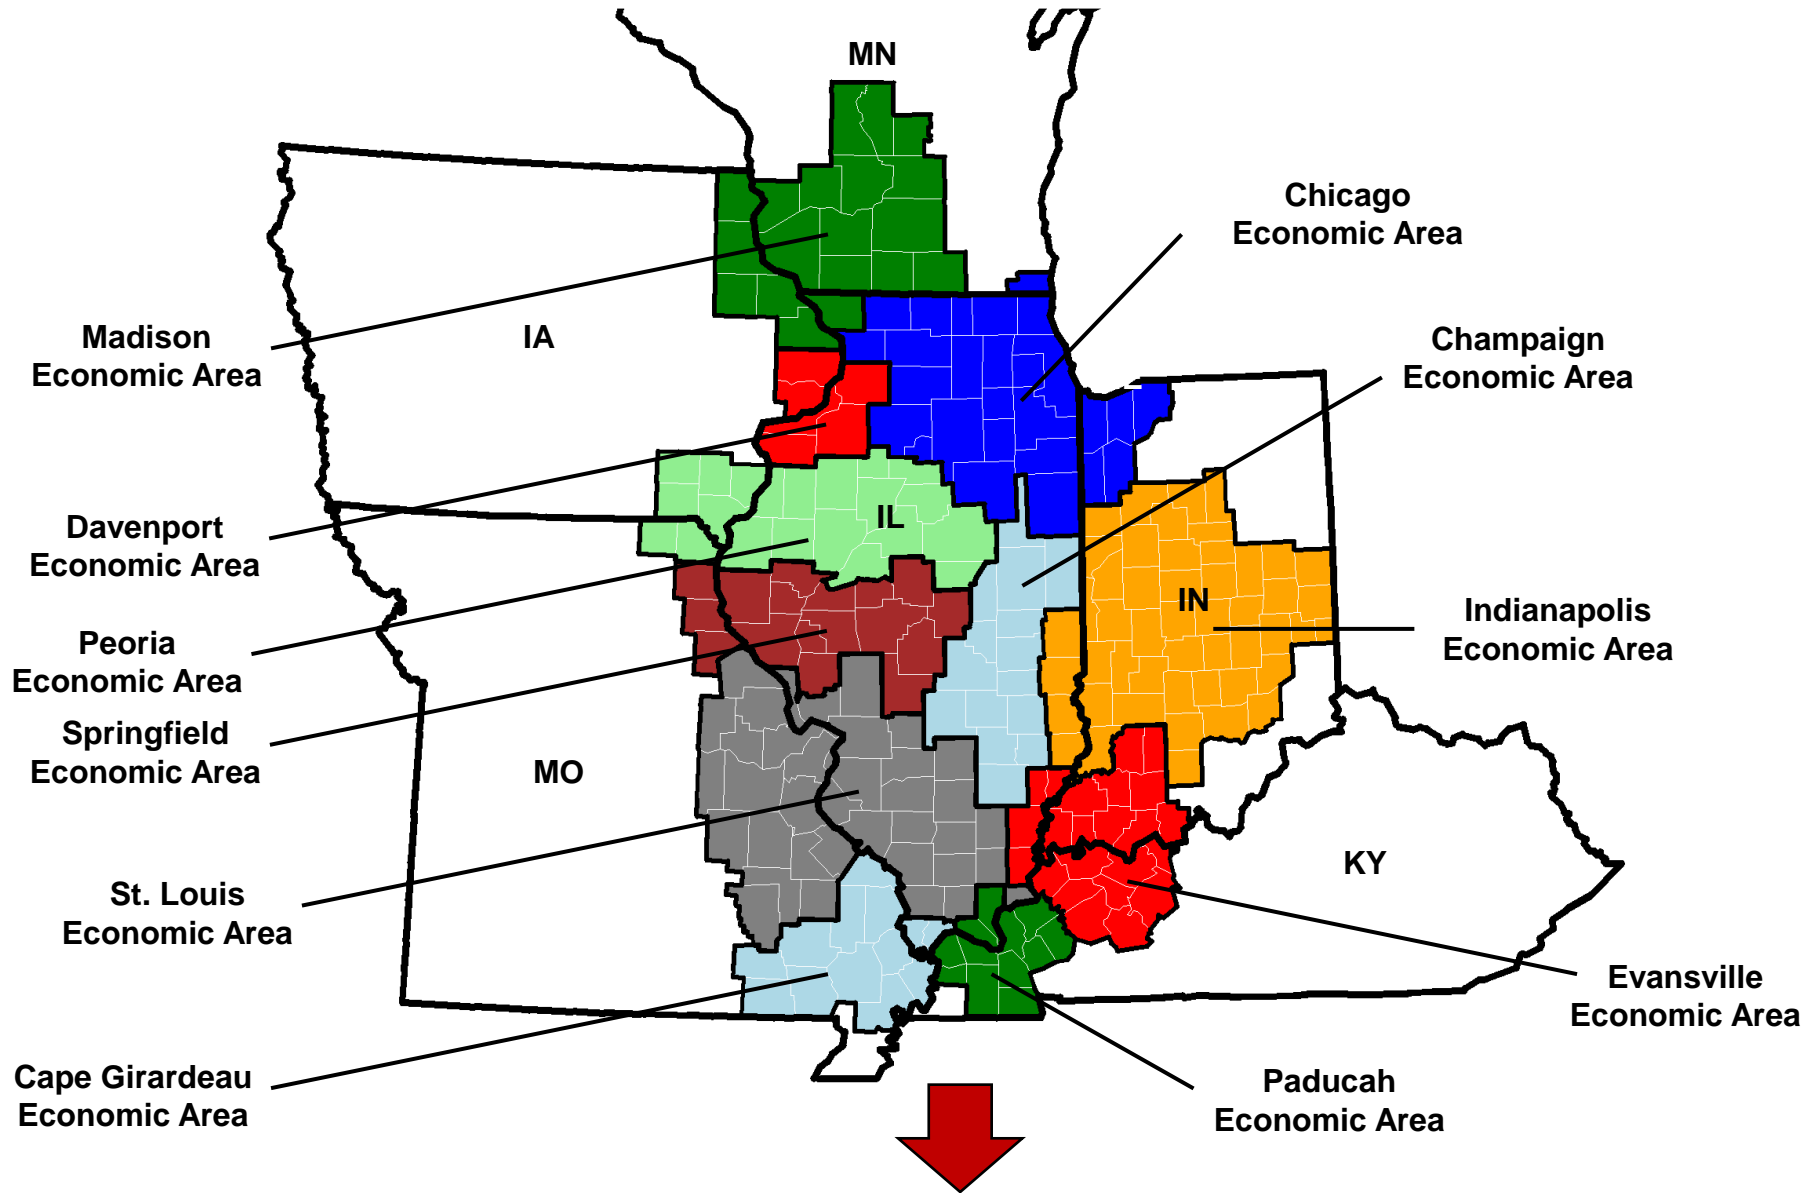 MN
Chicago
Economic Area
Madison
Economic Area
IA
Champaign
Economic Area
Davenport
Economic Area
IL
Peoria
Economic Area
IN
Indianapolis
Economic Area
Springfield
Economic Area
MO
St. Louis
Economic Area
KY
Evansville
Economic Area
Cape Girardeau
Economic Area
Paducah
Economic Area